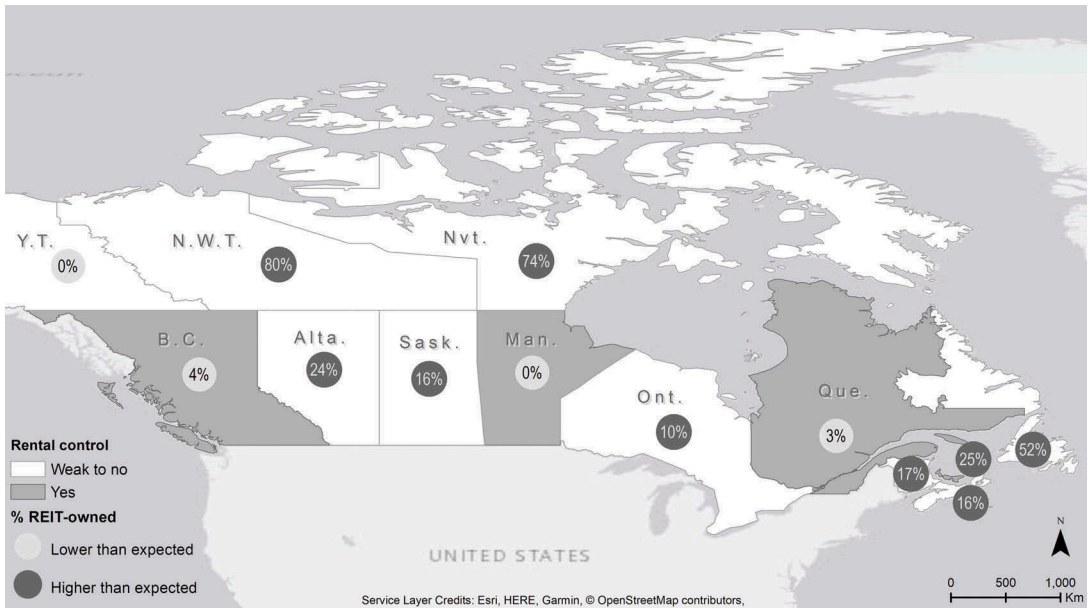 ocean
Y.T.
0%
N.W.T.
80%
Nvt.
74%
B.C.
4%
Alta.
24%
Sask.
16%
Man.
0%
Ont.
10%
Que.
3%
17%
25%
52%
16%
Rental control
Weak to no
Yes
% REIT-owned
Lower than expected
Higher than expected
UNITED STATES
N
0 500 1,000
Km
Service Layer Credits: Esri, HERE, Garmin, © OpenStreetMap contributors,